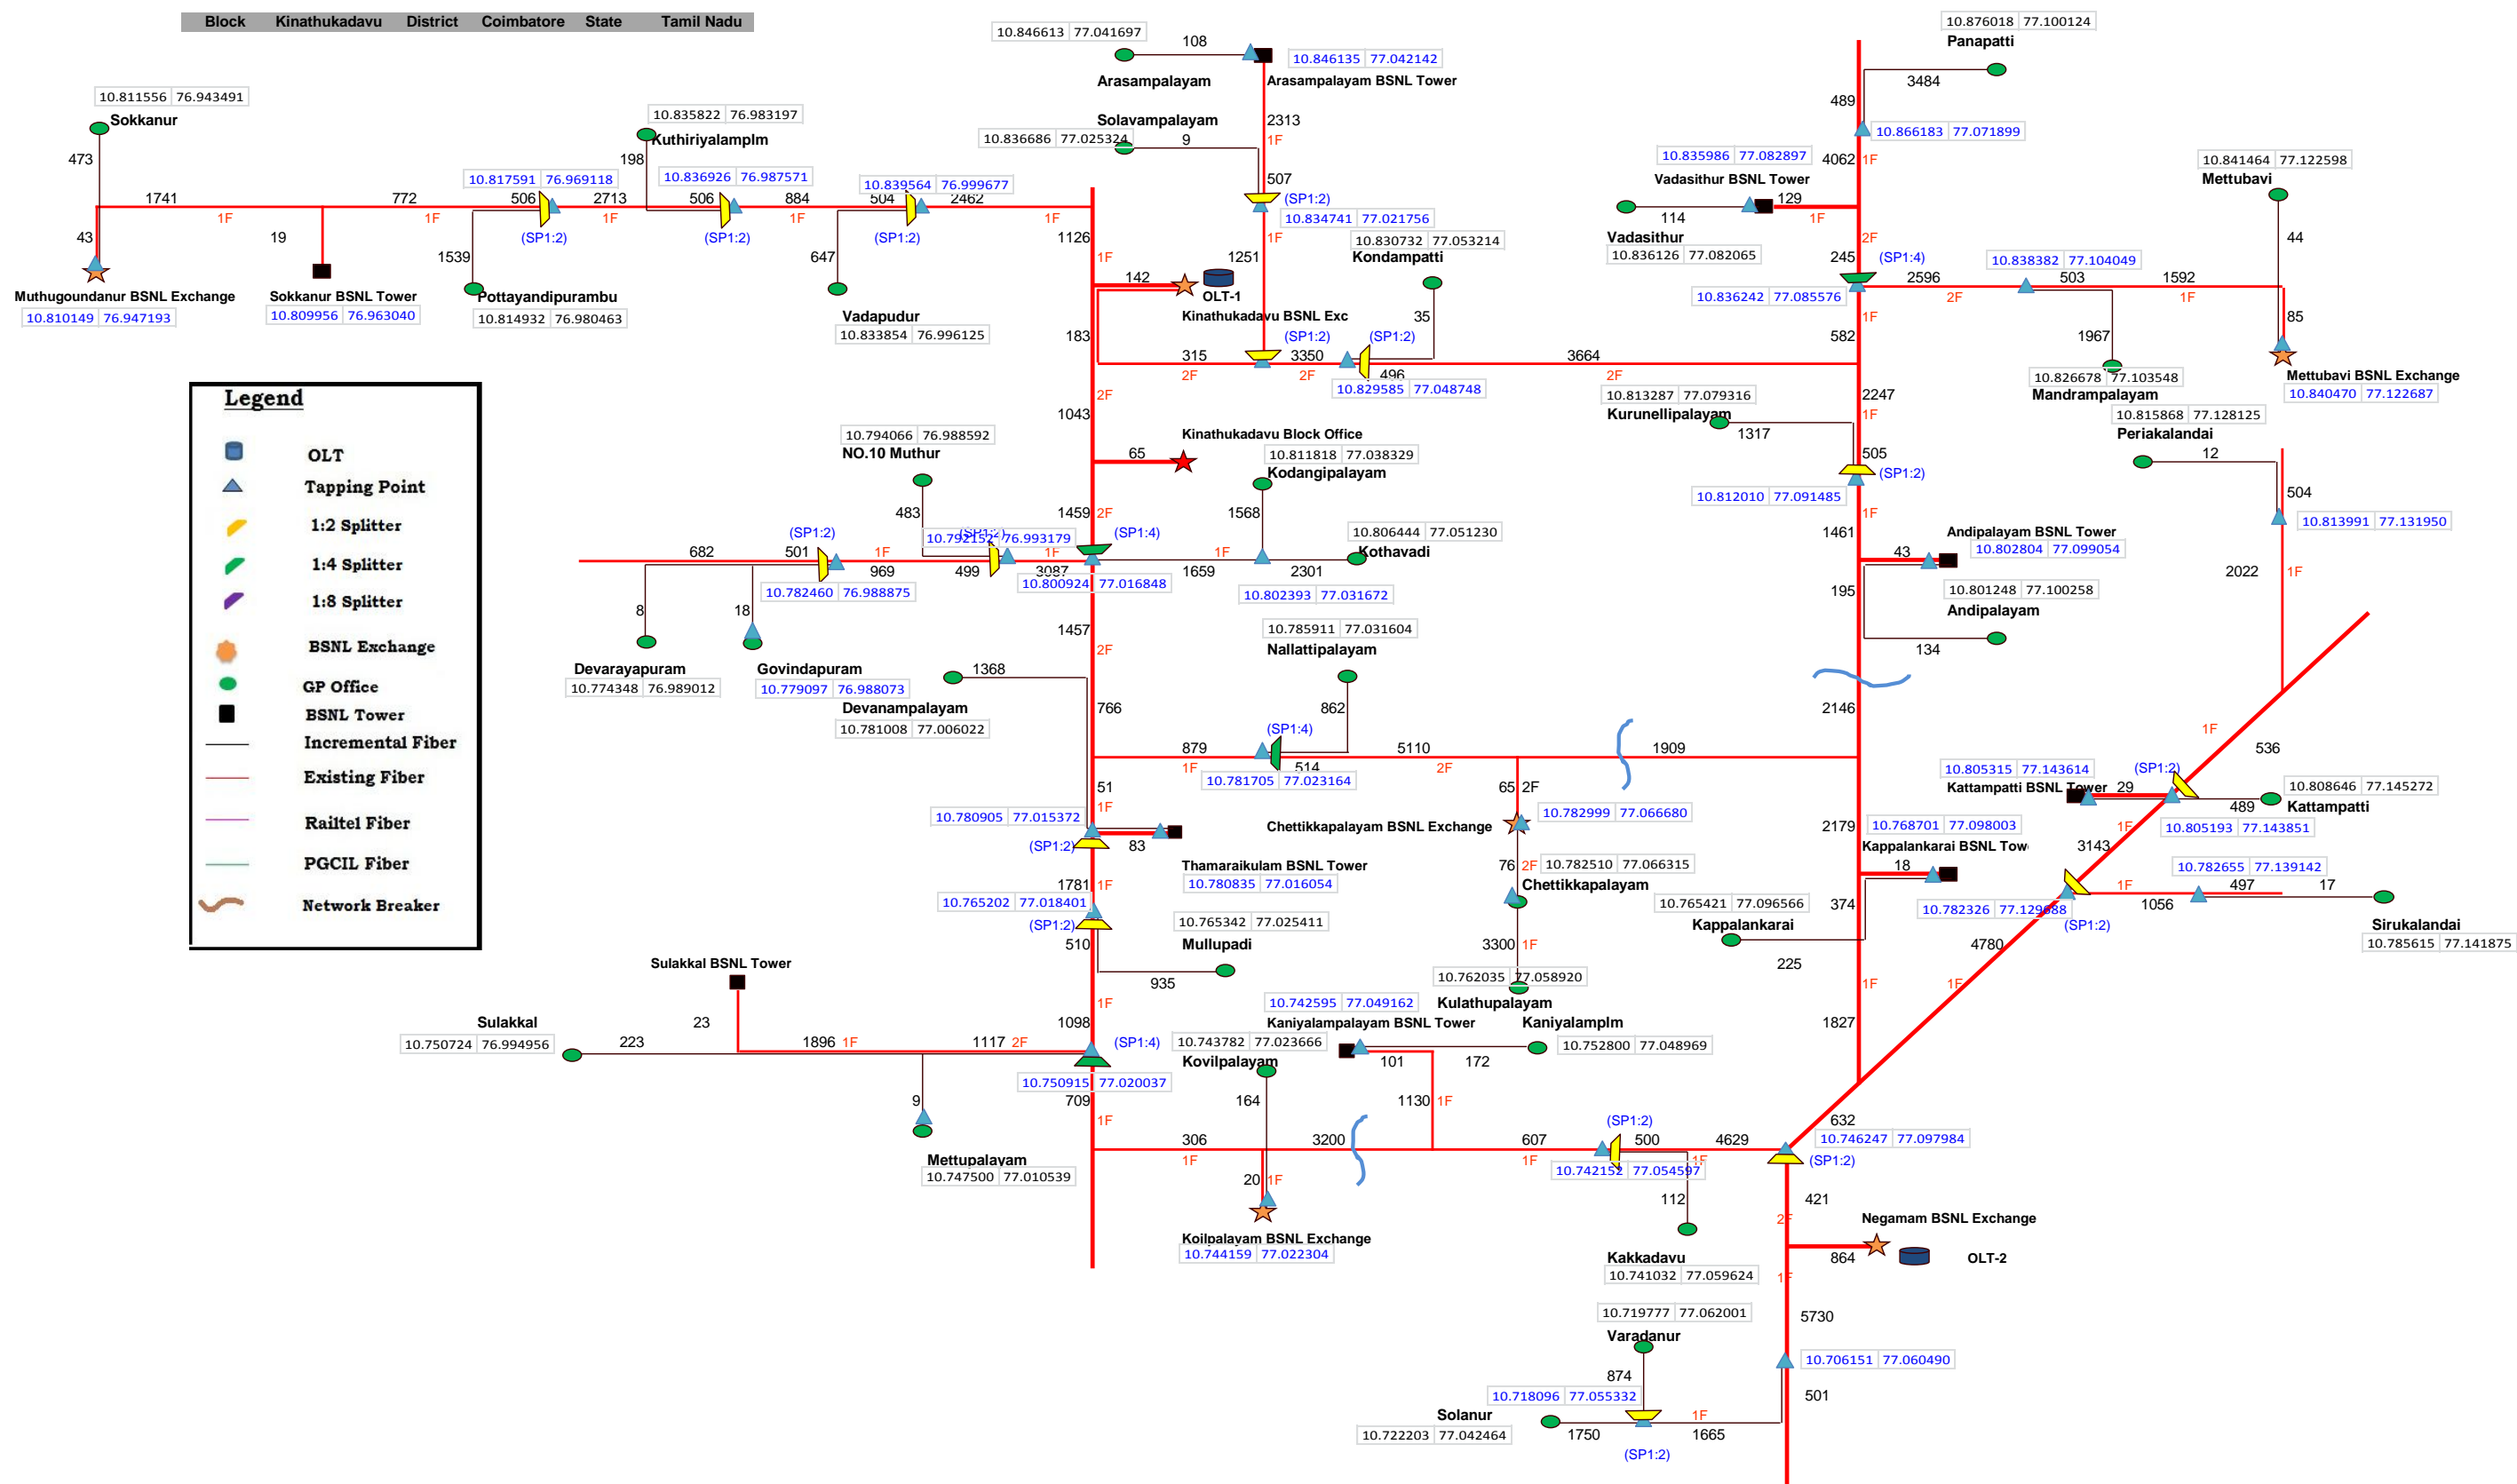 Block Kinathukadavu District Coimbatore State Tamil Nadu
10.846613 77.041697
108
Arasampalayam
10.846135 77.042142
Arasampalayam BSNL Tower
10.876018 77.100124
Panapatti
3484
489
10.866183 77.071899
4062 1F
10.811556 76.943491
Sokkanur
473
10.835822 76.983197
Kuthiriyalamplm
198
Solavampalayam
10.836686 77.025324
9
2313
1F
507
(SP1:2)
10.834741 77.021756
1F
1251
10.835986 77.082897
Vadasithur BSNL Tower
129
1F
114
Vadasithur
10.836126 77.082065
2F
245
(SP1:4)
10.836242 77.085576
1F
582
10.841464 77.122598
Mettubavi
44
10.838382 77.104049
2596
2F
503
1592
1F
85
1967
10.826678 77.103548
Mandrampalayam
Mettubavi BSNL Exchange
10.840470 77.122687
1741
1F
772
1F
10.817591 76.969118
506
2713
1F
(SP1:2)
10.836926 76.987571
506
884
1F
(SP1:2)
10.839564 76.999677
504
2462
1F
(SP1:2)
43
19
1539
647
Muthugoundanur BSNL Exchange
10.810149 76.947193
Sokkanur BSNL Tower
10.809956 76.963040
Pottayandipurambu
10.814932 76.980463
Vadapudur
10.833854 76.996125
1126
1F
142
OLT-1
Kinathukadavu BSNL Exc
183
315
2F
(SP1:2)
3350
2F
10.830732 77.053214
Kondampatti
35
(SP1:2)
496
10.829585 77.048748
3664
2F
2F
1043
Legend
OLT
Tapping Point
1:2 Splitter
1:4 Splitter
1:8 Splitter
BSNL Exchange
GP Office
BSNL Tower
Incremental Fiber
Existing Fiber
Railtel Fiber
PGCIL Fiber
Network Breaker
10.813287 77.079316
Kurunellipalayam
1317
2247
1F
505
(SP1:2)
10.812010 77.091485
1F
1461
10.815868 77.128125
Periakalandai
12
504
10.813991 77.131950
2022
1F
10.794066 76.988592
NO.10 Muthur
483
Kinathukadavu Block Office
65
10.811818 77.038329
Kodangipalayam
1568
1459
2F
(SP1:4)
10.806444 77.051230
Kothavadi
1F
1659
2301
10.802393 77.031672
10.800924 77.016848
3087
1F
10.792152 76.993179
499
1F
969
(SP1:2)
501
682
10.782460 76.988875
8
18
Devarayapuram
10.774348 76.989012
Govindapuram
10.779097 76.988073
Devanampalayam
10.781008 77.006022
1368
1457
2F
766
Andipalayam BSNL Tower
43
10.802804 77.099054
195
10.801248 77.100258
Andipalayam
134
10.785911 77.031604
Nallattipalayam
862
(SP1:4)
879
1F
514
10.781705 77.023164
5110
2F
1909
2146
51
1F
10.780905 77.015372
(SP1:2)
83
Thamaraikulam BSNL Tower
10.780835 77.016054
1781
1F
10.765202 77.018401
(SP1:2)
10.765342 77.025411
Mullupadi
510
935
1F
1098
65 2F
Chettikkapalayam BSNL Exchange
10.782999 77.066680
76
2F
10.782510 77.066315
Chettikkapalayam
3300
1F
10.762035 77.058920
Kulathupalayam
2179
10.768701 77.098003
Kappalankarai BSNL Tow
18
10.765421 77.096566
Kappalankarai
374
225
1F
1827
1F
536
10.805315 77.143614
(SP1:2)
Kattampatti BSNL Tower
29
10.808646 77.145272
Kattampatti
489
10.805193 77.143851
1F
3143
10.782655 77.139142
1F
497
17
1056
10.782326 77.129688
(SP1:2)
Sirukalandai
10.785615 77.141875
4780
1F
Sulakkal BSNL Tower
23
Sulakkal
10.750724 76.994956
223
1896 1F
1117 2F
(SP1:4)
10.750915 77.020037
9
Mettupalayam
10.747500 77.010539
709
1F
10.742595 77.049162
Kaniyalampalayam BSNL Tower
Kaniyalamplm
10.752800 77.048969
101
172
10.743782 77.023666
Kovilpalayam
164
306
1F
3200
1130 1F
20 1F
Koilpalayam BSNL Exchange
10.744159 77.022304
607
1F
(SP1:2)
500
4629
1F
10.742152 77.054597
112
Kakkadavu
10.741032 77.059624
632
10.746247 77.097984
(SP1:2)
421
2F
Negamam BSNL Exchange
864
OLT-2
1F
5730
10.719777 77.062001
Varadanur
874
10.706151 77.060490
501
10.718096 77.055332
Solanur
10.722203 77.042464
1750
1F
1665
(SP1:2)